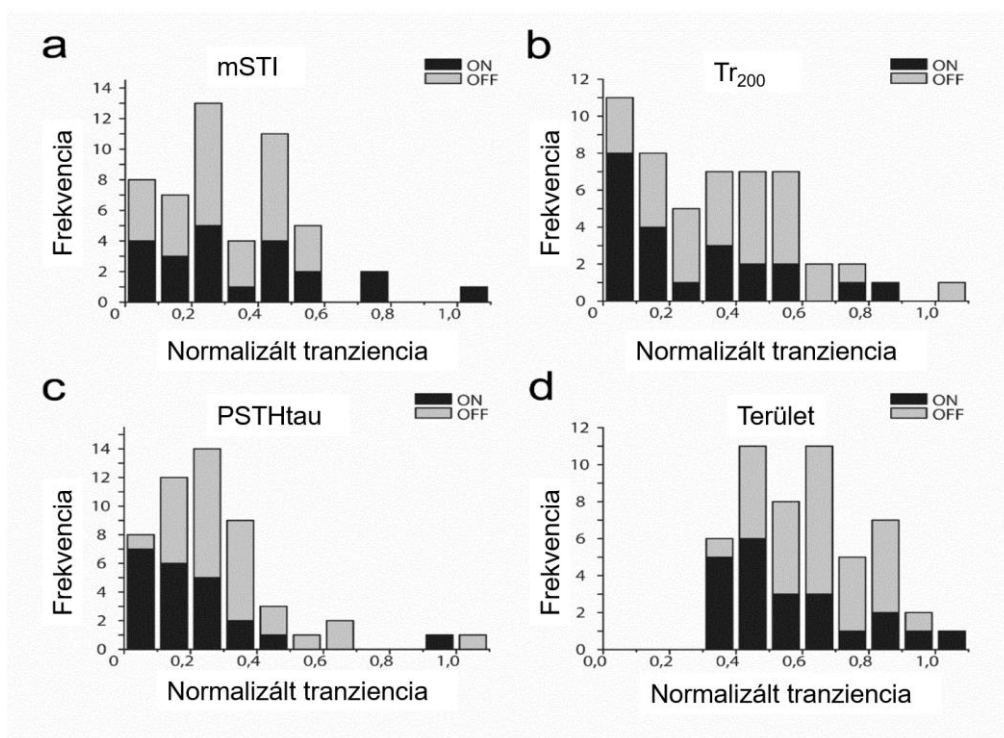 a
mSTI
ON
OFF
Frekvencia
14
12
10
8
6
4
2
0
0 0,2 0,4 0,6 0,8 1,0
Normalizált tranziencia
b
Tr200
ON
OFF
Frekvencia
12
10
8
6
4
2
0
0 0,2 0,4 0,6 0,8 1,0
Normalizált tranziencia
c
PSTHtau
ON
OFF
Frekvencia
14
12
10
8
6
4
2
0
0 0,2 0,4 0,6 0,8 1,0
Normalizált tranziencia
d
Terület
ON
OFF
Frekvencia
12
10
8
6
4
2
0
0,0 0,2 0,4 0,6 0,8 1,0
Normalizált tranziencia